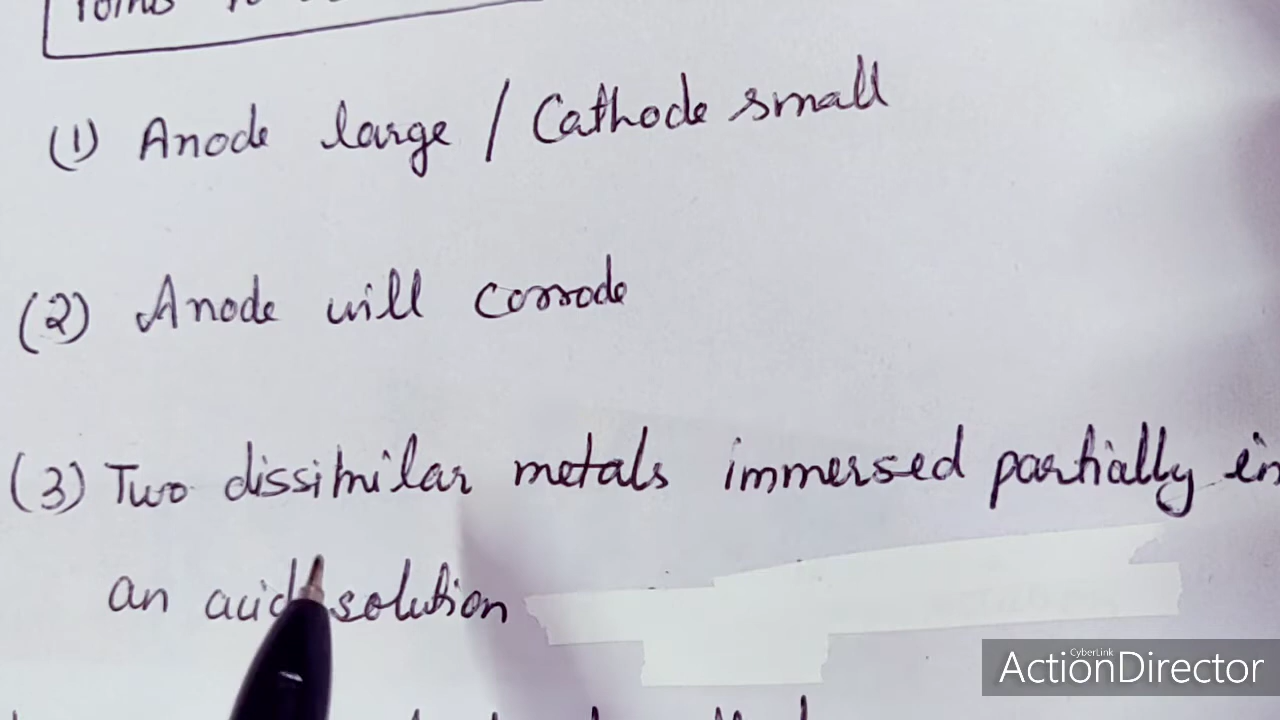 (1) Anode large / Cathode small
(2) Anode will corrode
(3) Two dissimilar metals immersed partially in
an acid solution
CyberLink
ActionDirector